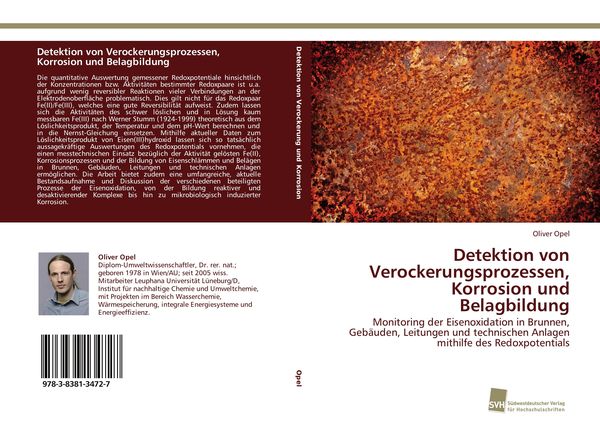 Detektion von Verockerungsprozessen,
Korrosion und Belagbildung
Die quantitative Auswertung gemessener Redoxpotentiale hinsichtlich
der Konzentrationen bzw. Aktivitäten bestimmter Redoxpaare ist u.a.
aufgrund wenig reversibler Reaktionen vieler Verbindungen an der
Elektrodenoberfläche problematisch. Dies gilt nicht für das Redoxpaar
Fe(II)/Fe(III), welches eine gute Reversibilität aufweist. Zudem lassen
sich die Aktivitäten des schwer löslichen und in Lösung kaum
messbaren Fe(III) nach Werner Stumm (1924-1999) theoretisch aus dem
Löslichkeitsprodukt, der Temperatur und dem pH-Wert berechnen und
in die Nernst-Gleichung einsetzen. Mithilfe aktueller Daten zum
Löslichkeitsprodukt von Eisen(III)hydroxid lassen sich so tatsächlich
aussagekräftige Auswertungen des Redoxpotentials vornehmen, die
einen messtechnischen Einsatz bezüglich der Aktivität gelösten Fe(II),
Korrosionsprozessen und der Bildung von Eisenschlämmen und Belägen
in Brunnen, Gebäuden, Leitungen und technischen Anlagen
ermöglichen. Die Arbeit bietet zudem eine umfangreiche, aktuelle
Bestandsaufnahme und Diskussion der verschiedenen beteiligten
Prozesse der Eisenoxidation, von der Bildung reaktiver und
desaktivierender Komplexe bis hin zu mikrobiologisch induzierter
Korrosion.
Oliver Opel
Diplom-Umweltwissenschaftler, Dr. rer. nat.;
geboren 1978 in Wien/AU; seit 2005 wiss.
Mitarbeiter Leuphana Universität Lüneburg/D,
Institut für nachhaltige Chemie und Umweltchemie,
mit Projekten im Bereich Wasserchemie,
Wärmespeicherung, integrale Energiesysteme und
Energieeffizienz.
978-3-8381-3472-7
Detektion von Verockerung und Korrosion
Opel
Oliver Opel
Detektion von
Verockerungsprozessen,
Korrosion und
Belagbildung
Monitoring der Eisenoxidation in Brunnen,
Gebäuden, Leitungen und technischen Anlagen
mithilfe des Redoxpotentials
SVH
Südwestdeutscher Verlag
für Hochschulschriften